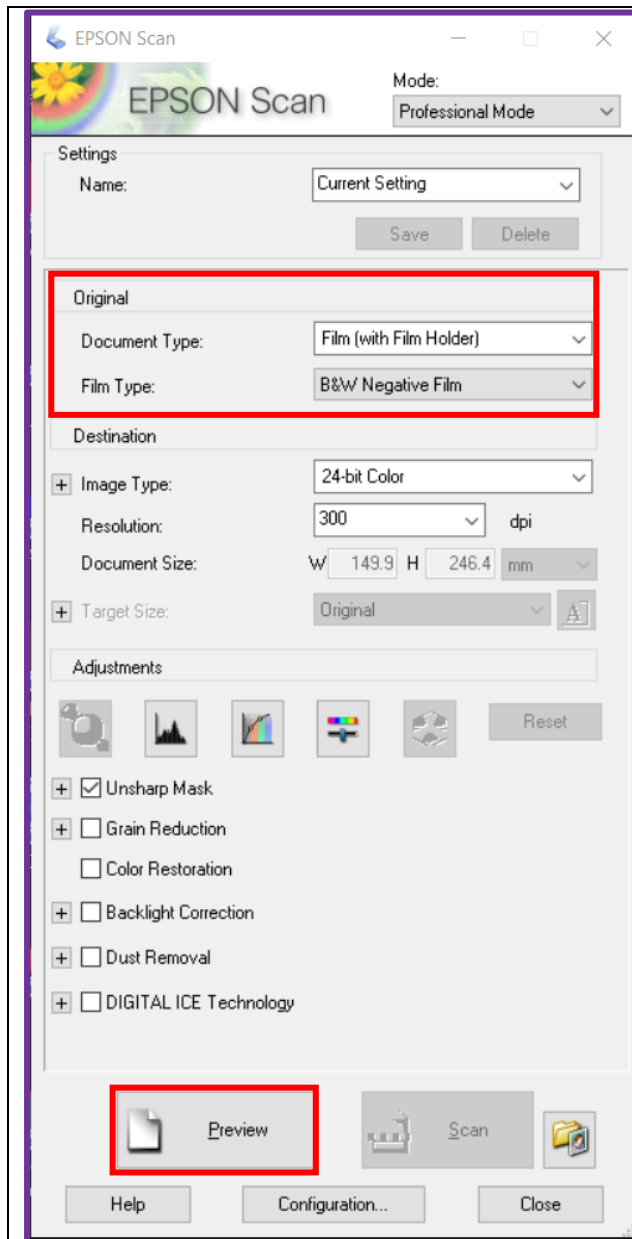 EPSON Scan
EPSON Scan
Mode:
Professional Mode
Settings
Name: Current Setting
Save Delete
Original
Document Type: Film (with Film Holder)
Film Type: B&W Negative Film
Destination
+ Image Type: 24-bit Color
Resolution: 300 dpi
Document Size: W 149.9 H 246.4 mm
+ Target Size: Original A
Adjustments
Reset
+ Unsharp Mask
+ Grain Reduction
Color Restoration
+ Backlight Correction
+ Dust Removal
+ DIGITAL ICE Technology
Preview Scan
Help Configuration... Close